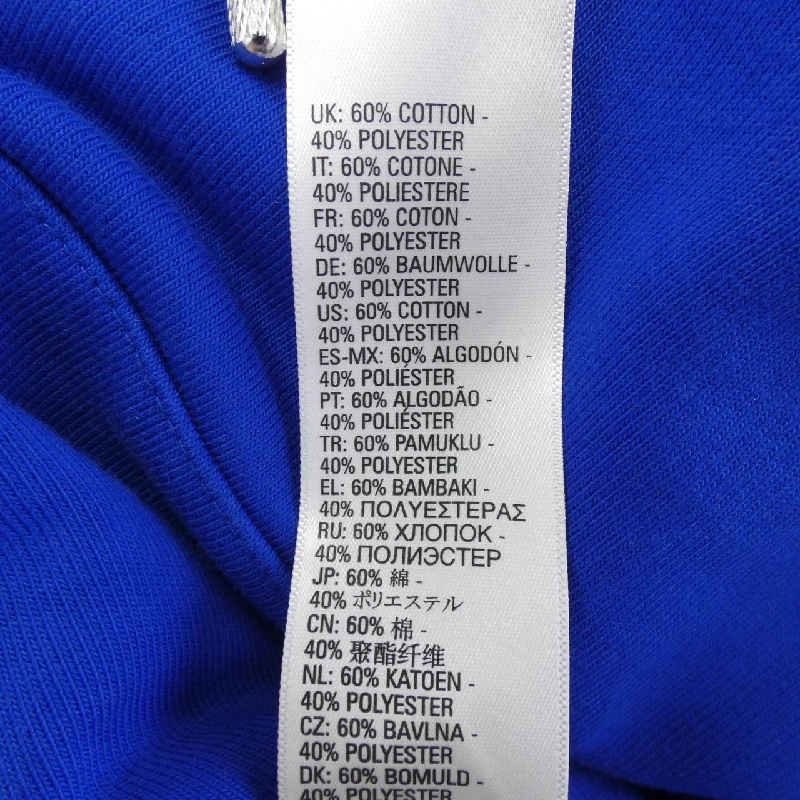 UK: 60% COTTON -
40% POLYESTER
IT: 60% COTONE -
40% POLIESTERE
FR: 60% COTON -
40% POLYESTER
DE: 60% BAUMWOLLE -
40% POLYESTER
US: 60% COTTON -
40% POLYESTER
ES-MX: 60% ALGODÓN -
40% POLIÉSTER
PT: 60% ALGODÃO -
40% POLIÉSTER
TR: 60% PAMUKLU -
40% POLYESTER
EL: 60% ΒΑΜΒΑΚΙ -
40% ΠΟΛΥΕΣΤΕΡΑΣ
RU: 60% ХЛОПОК -
40% ПОЛИЭСТЕР
JP: 60% 綿 -
40% ポリエステル
CN: 60% 棉 -
40% 聚酯纤维
NL: 60% KATOEN -
40% POLYESTER
CZ: 60% BAVLNA -
40% POLYESTER
DK: 60% BOMULD -
40% POLYESTER